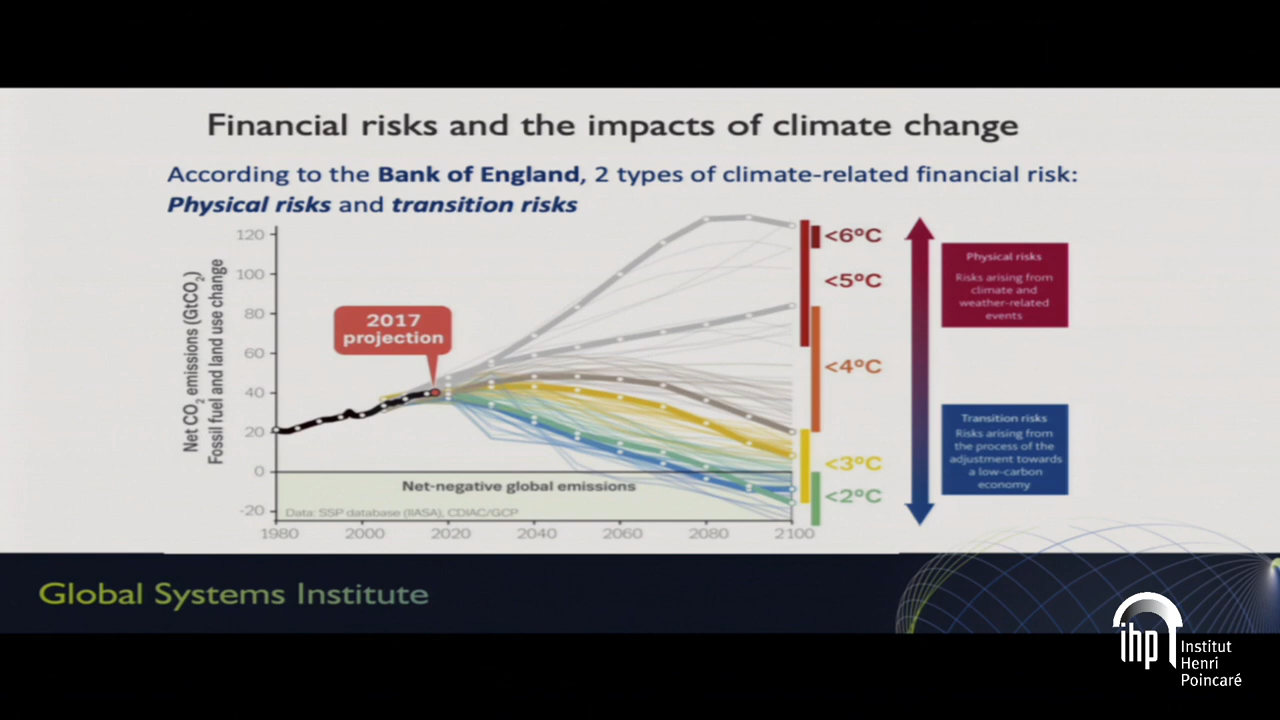 Financial risks and the impacts of climate change
According to the Bank of England, 2 types of climate-related financial risk:
Physical risks and transition risks
Net CO2 emissions (GtCO2)
Fossil fuel and land use change
120
100
80
60
40
20
0
-20
2017
projection
Net-negative global emissions
Data: SSP database (IIASA); CDIAC/GCP
1980
2000
2020
2040
2060
2080
2100
<6°C
<5°C
<4°C
<3°C
<2°C
Physical risks
Risks arising from
climate and
weather-related
events
Transition risks
Risks arising from
the process of the
adjustment towards
a low-carbon
economy
Global Systems Institute
ihp
Institut
Henri
Poincaré